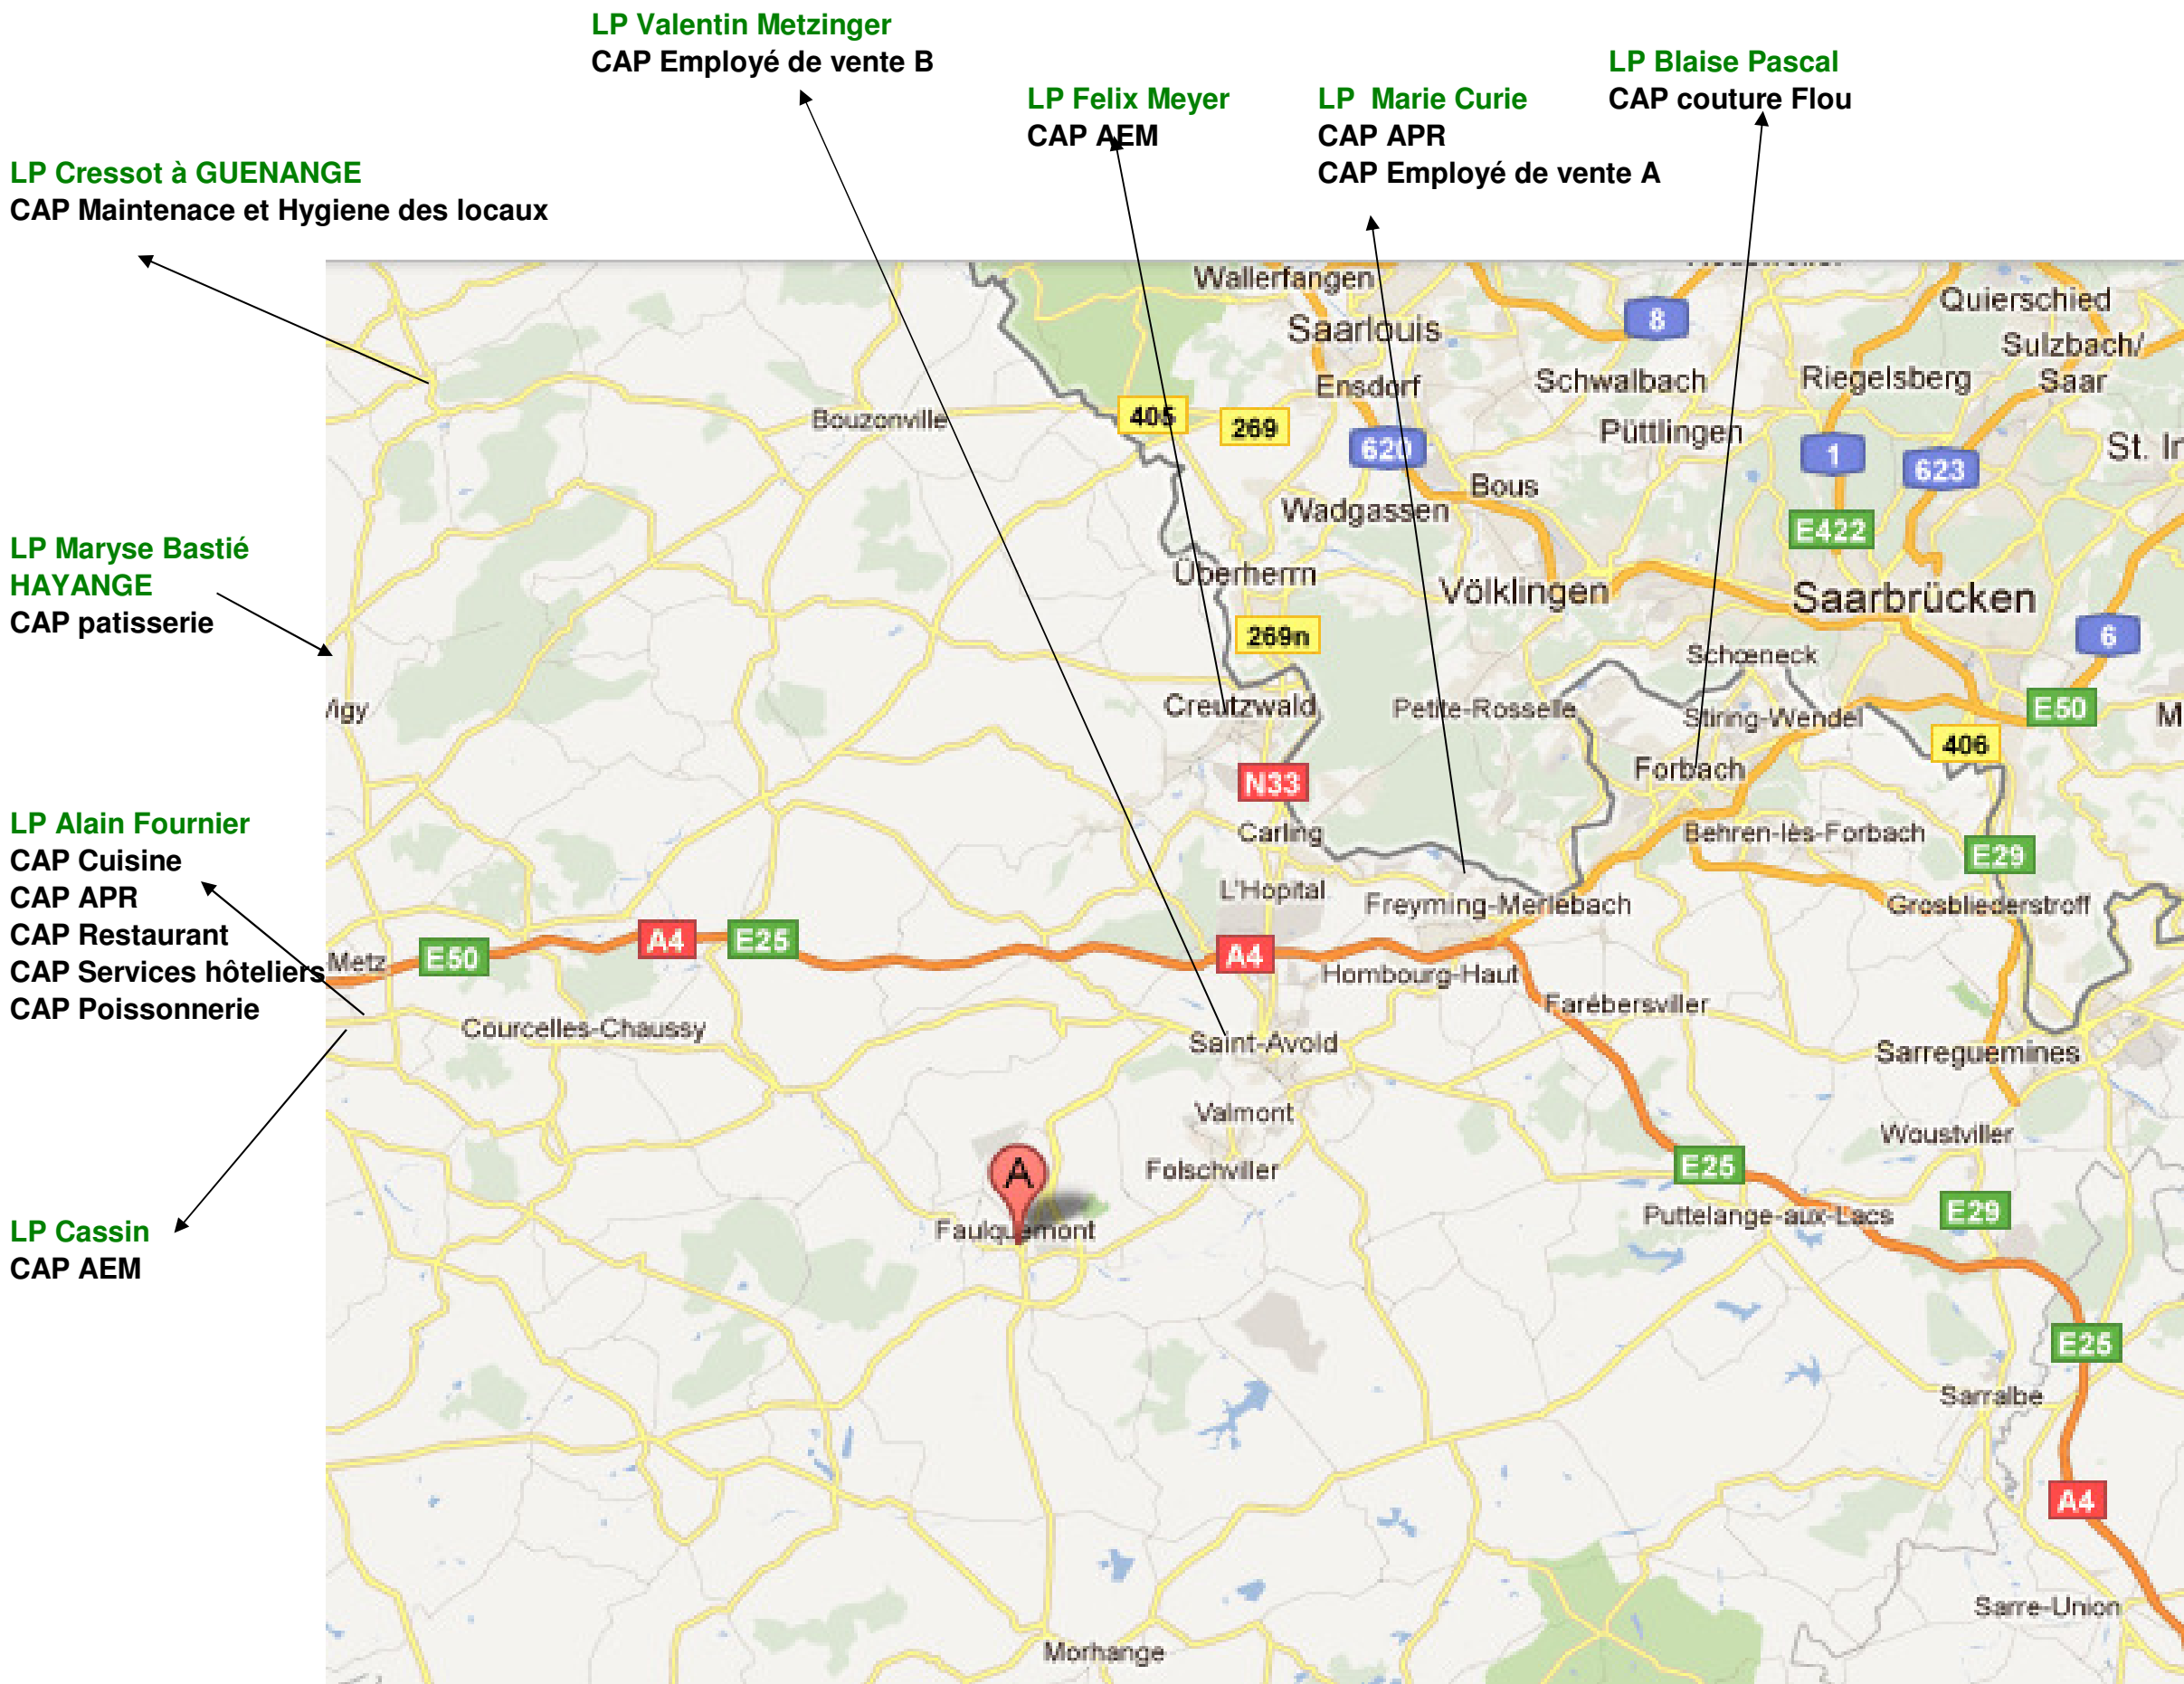 LP Valentin Metzinger
CAP Employé de vente B
LP Felix Meyer
CAP AEM
LP  Marie Curie
CAP APR
CAP Employé de vente A
LP Blaise Pascal
CAP couture Flou
LP Cressot à GUENANGE
CAP Maintenace et Hygiene des locaux
LP Maryse Bastié
HAYANGE
CAP patisserie
LP Alain Fournier
CAP Cuisine
CAP APR
CAP Restaurant
CAP Services hôteliers
CAP Poissonnerie
LP Cassin
CAP AEM
Wallerfangen
Quierschied
8
Saarlouis
Sulzbach/
Saar
Ensdorf
Schwalbach
Riegelsberg
Bouzonville
405
269
Püttlingen
620
1
623
St. In
Bous
Wadgassen
E422
Überherrn
Völklingen
Saarbrücken
269n
6
Schœneck
Vigy
Creutzwald
Petite-Rosselle
Stiring-Wendel
E50
M
406
Forbach
N33
Carling
Behren-lès-Forbach
E29
L'Hopital
Freyming-Merlebach
Grosbliederstroff
Metz
E50
A4
E25
A4
Hombourg-Haut
Farébersviller
Courcelles-Chaussy
Saint-Avold
Sarreguemines
Valmont
Woustviller
A
Folschviller
E25
Faulquemont
Puttelange-aux-Lacs
E29
E25
Sarralbe
A4
Sarre-Union
Morhange